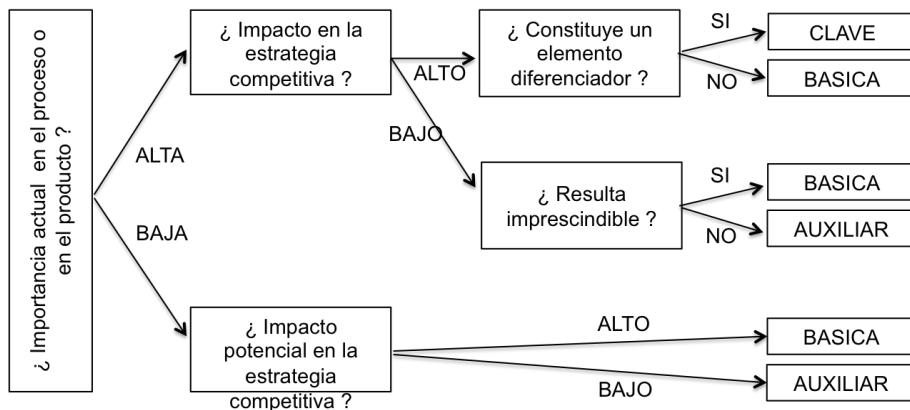 ¿ Importancia actual en el proceso o
en el producto ?
ALTA
BAJA
¿ Impacto en la
estrategia
competitiva ?
ALTO
BAJO
¿ Constituye un
elemento
diferenciador ?
SI
NO
CLAVE
BASICA
¿ Resulta
imprescindible ?
SI
NO
BASICA
AUXILIAR
¿ Impacto
potencial en la
estrategia
competitiva ?
ALTO
BAJO
BASICA
AUXILIAR